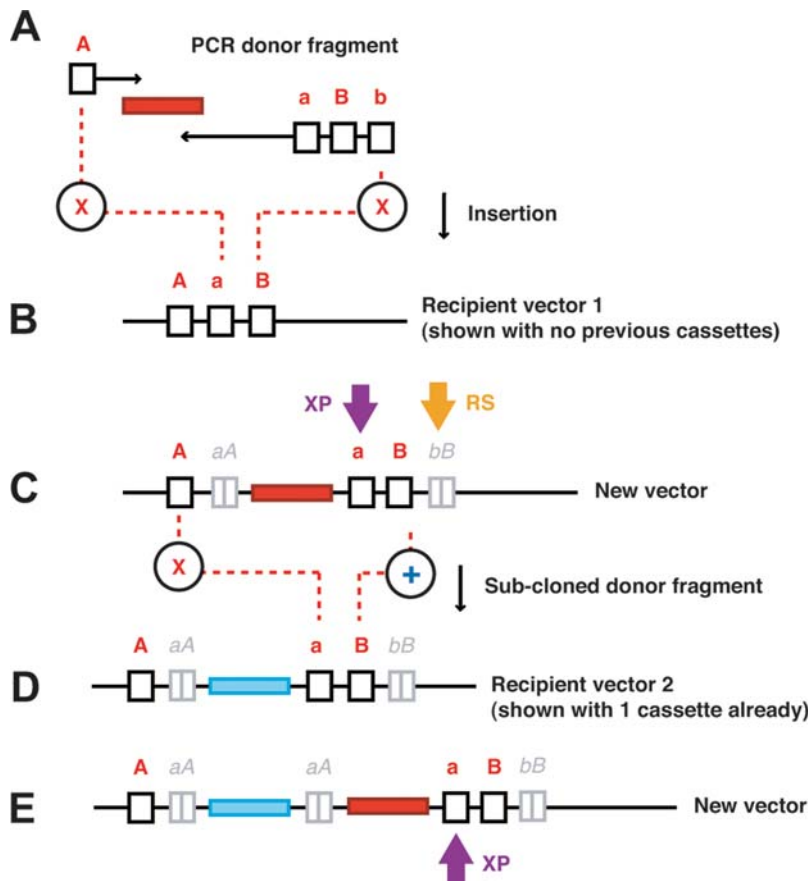 A
A
PCR donor fragment
a B b
X
X
Insertion
A a B
B
Recipient vector 1
(shown with no previous cassettes)
XP
RS
A aA a B bB
C
New vector
X
+
Sub-cloned donor fragment
A aA a B bB
D
Recipient vector 2
(shown with 1 cassette already)
A aA aA a B bB
E
New vector
XP